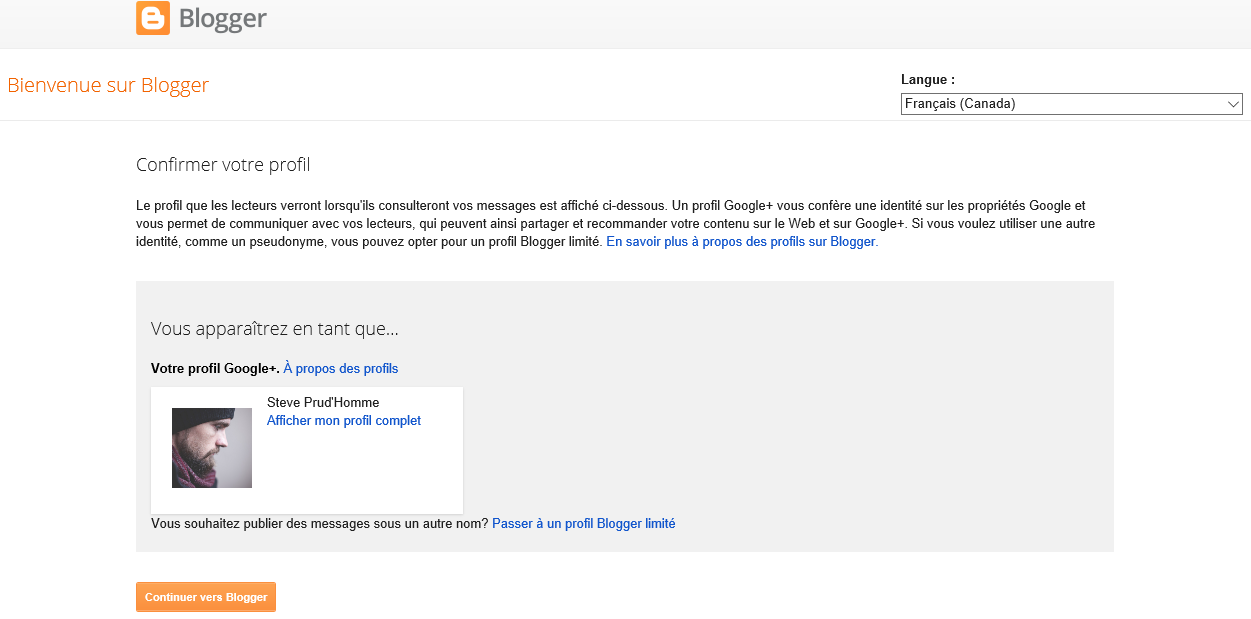 Blogger
Bienvenue sur Blogger
Langue :
Français (Canada)
Confirmer votre profil
Le profil que les lecteurs verront lorsqu'ils consulteront vos messages est affiché ci-dessous. Un profil Google+ vous confère une identité sur les propriétés Google et
vous permet de communiquer avec vos lecteurs, qui peuvent ainsi partager et recommander votre contenu sur le Web et sur Google+. Si vous voulez utiliser une autre
identité, comme un pseudonyme, vous pouvez opter pour un profil Blogger limité. En savoir plus à propos des profils sur Blogger.
Vous apparaîtrez en tant que...
Votre profil Google+. À propos des profils
Steve Prud'Homme
Afficher mon profil complet
Vous souhaitez publier des messages sous un autre nom? Passer à un profil Blogger limité
Continuer vers Blogger